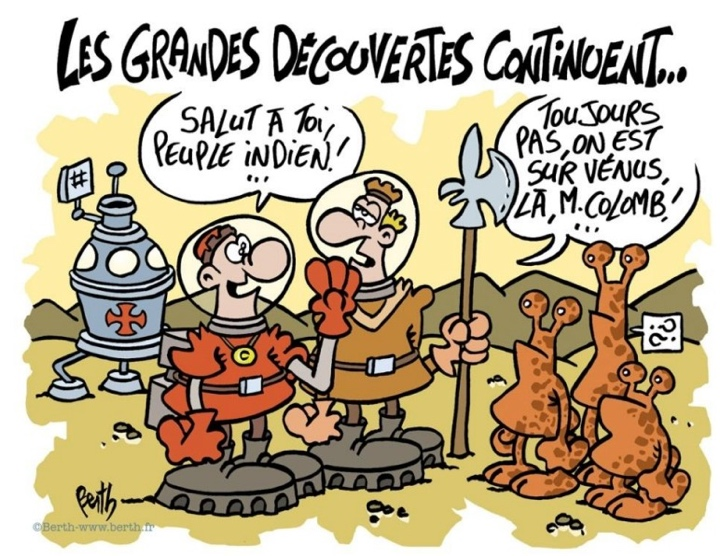 LES GRANDES DÉCOUVERTES CONTINUENT...
SALUT À TOI,
PEUPLE INDIEN!
...
TOUJOURS
PAS, ON EST
SUR VÉNUS,
LÀ, M. COLOMB!
...
#
C
??
Berth
©Berth-www.berth.fr